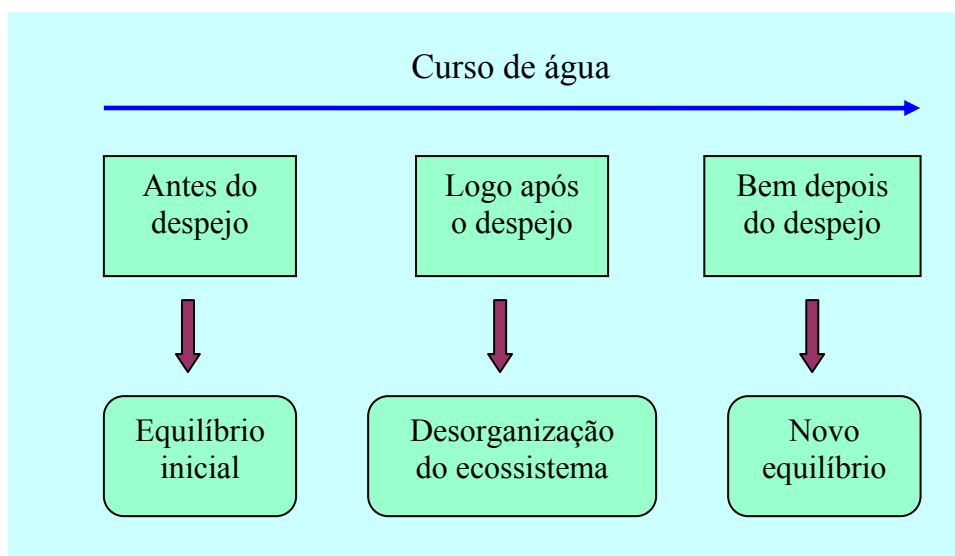 Curso de água
Antes do
despejo
Logo após
o despejo
Bem depois
do despejo
Equilíbrio
inicial
Desorganização
do ecossistema
Novo
equilíbrio